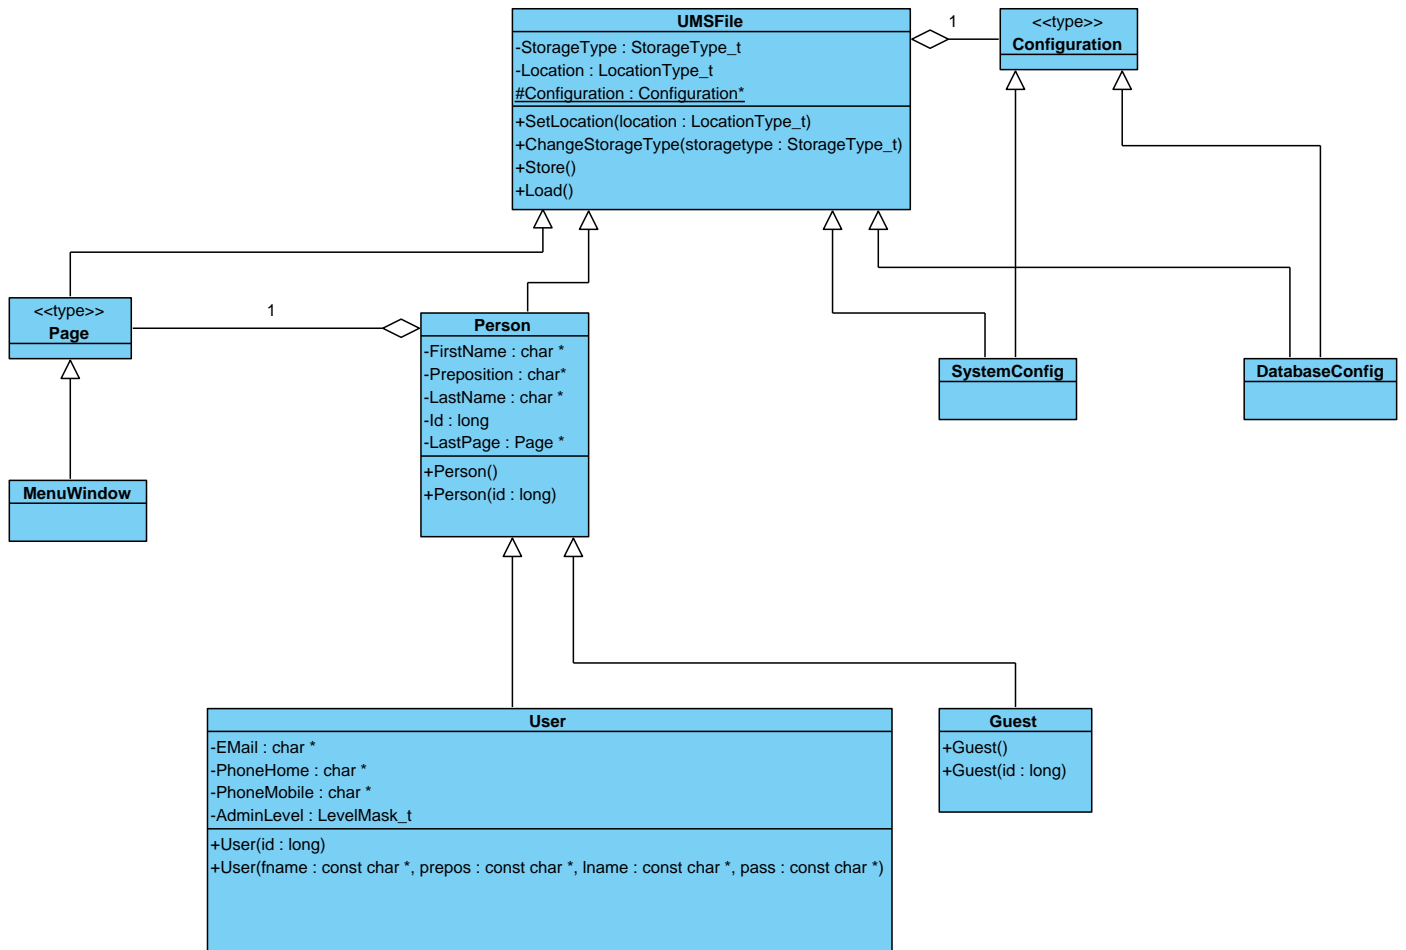 UMSFile
-StorageType : StorageType_t
-Location : LocationType_t
#Configuration : Configuration*
+SetLocation(location : LocationType_t)
+ChangeStorageType(storagetype : StorageType_t)
+Store()
+Load()
1
<<type>>
Configuration
<<type>>
Page
1
Person
-FirstName : char *
-Preposition : char*
-LastName : char *
-Id : long
-LastPage : Page *
+Person()
+Person(id : long)
SystemConfig
DatabaseConfig
MenuWindow
User
-EMail : char *
-PhoneHome : char *
-PhoneMobile : char *
-AdminLevel : LevelMask_t
+User(id : long)
+User(fname : const char *, prepos : const char *, lname : const char *, pass : const char *)
Guest
+Guest()
+Guest(id : long)